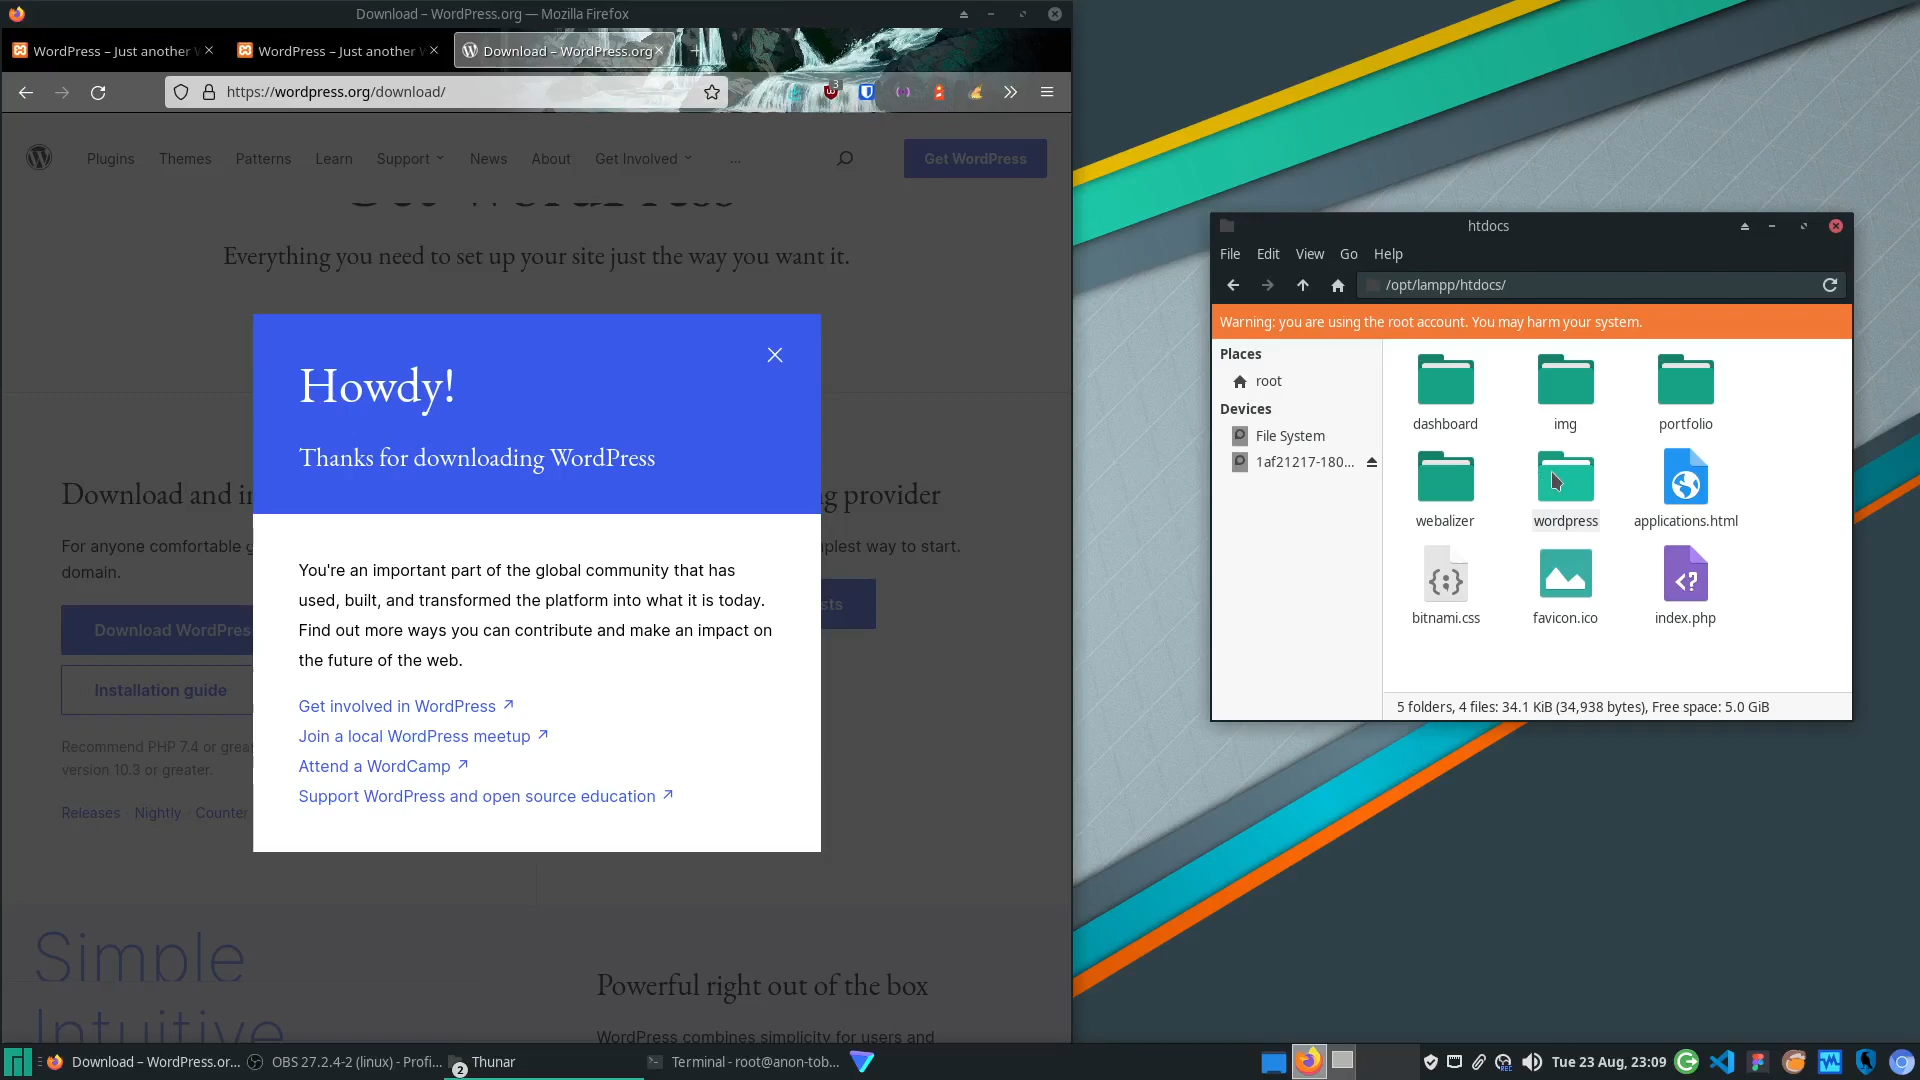 Download – WordPress.org — Mozilla Firefox
WordPress – Just another
WordPress – Just another
Download – WordPress.org
https://wordpress.org/download/
3
Plugins
Themes
Patterns
Learn
Support
News
About
Get Involved
...
Get WordPress
Get WordPress
Everything you need to set up your site just the way you want it.
Howdy!
Thanks for downloading WordPress
Download and
provider
For anyone comfortable
simplest way to start.
domain.
Download WordPress
Installation guide
Recommend PHP 7.4 or
version 10.3 or greater.
Releases
Nightly
Counter
You're an important part of the global community that has
used, built, and transformed the platform into what it is today.
Find out more ways you can contribute and make an impact on
the future of the web.
Get involved in WordPress ↗
Join a local WordPress meetup ↗
Attend a WordCamp ↗
Support WordPress and open source education ↗
Simple
Intuitive
Powerful right out of the box
WordPress combines simplicity for users and
htdocs
File
Edit
View
Go
Help
/opt/lampp/htdocs/
Warning: you are using the root account. You may harm your system.
Places
root
Devices
File System
1af21217-180...
dashboard
img
portfolio
webalizer
wordpress
applications.html
bitnami.css
favicon.ico
index.php
5 folders, 4 files: 34.1 KiB (34,938 bytes), Free space: 5.0 GiB
Download – WordPress.or...
OBS 27.2.4-2 (linux) - Profi...
2
Thunar
Terminal - root@anon-tob...
REC
Tue 23 Aug, 23:09